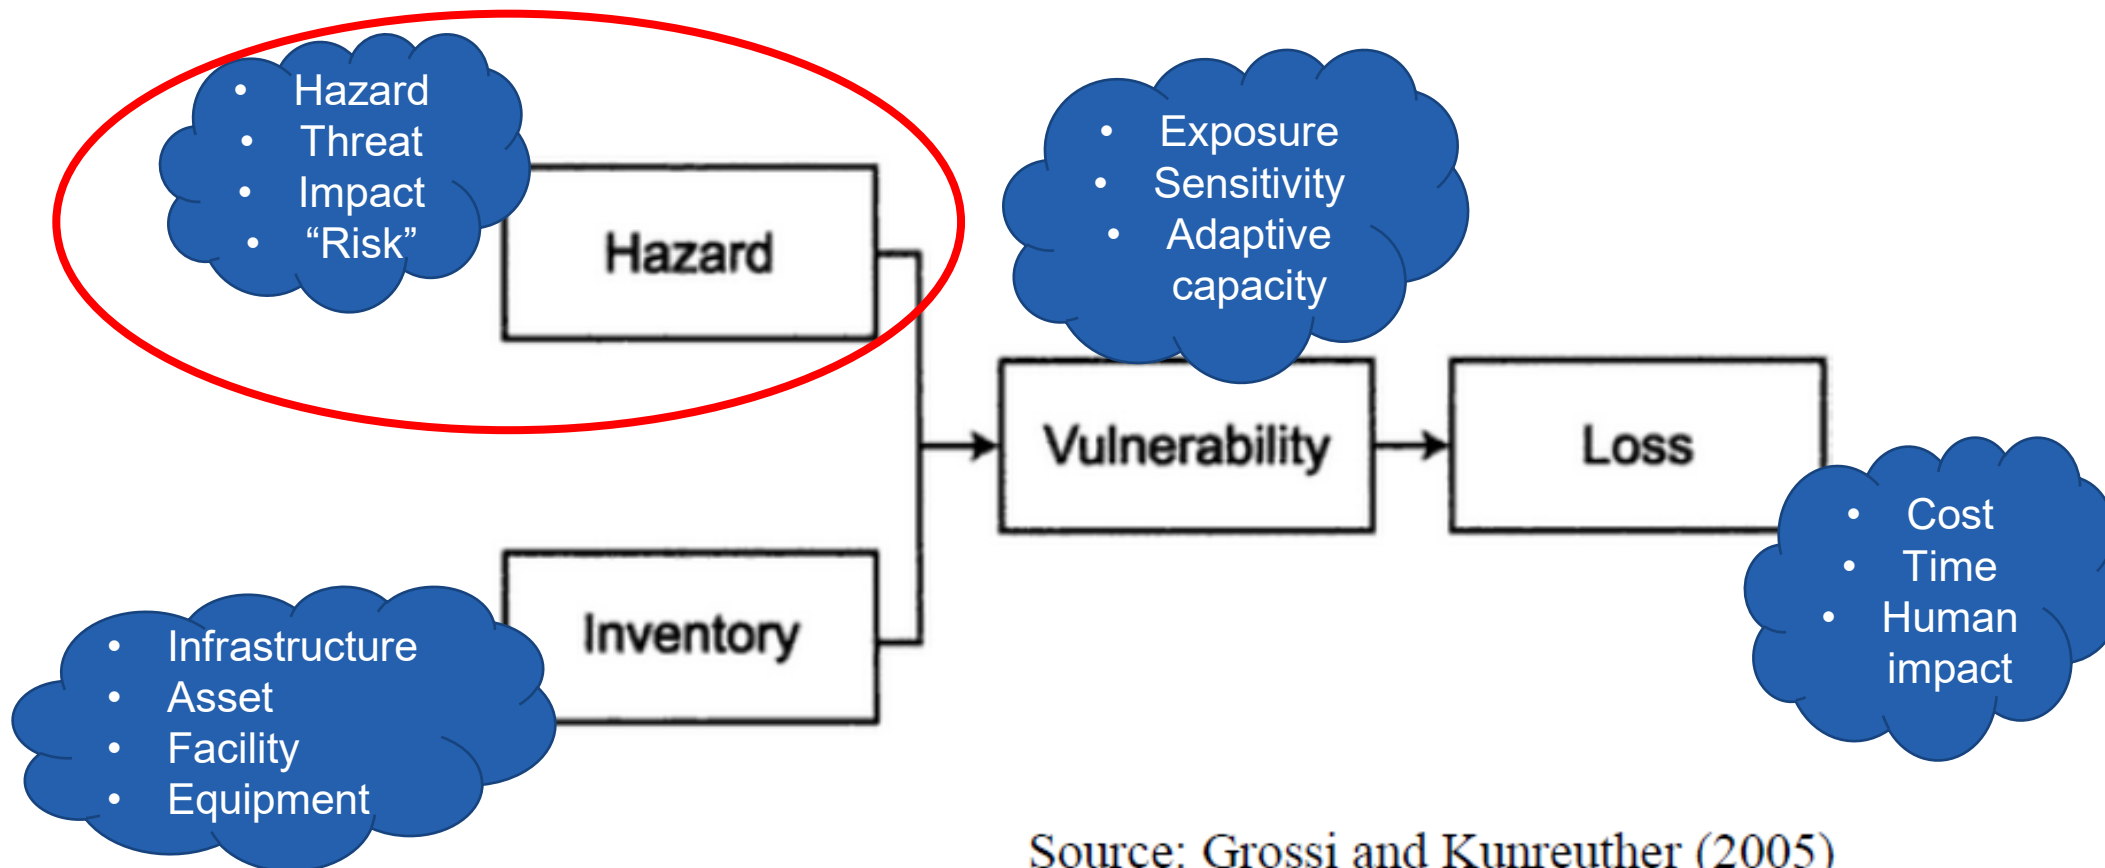 • Hazard
• Threat
• Impact
• “Risk”
Hazard
• Exposure
• Sensitivity
• Adaptive
capacity
Vulnerability
Loss
• Cost
• Time
• Human
impact
Inventory
• Infrastructure
• Asset
• Facility
• Equipment
Source: Grossi and Kunreuther (2005)